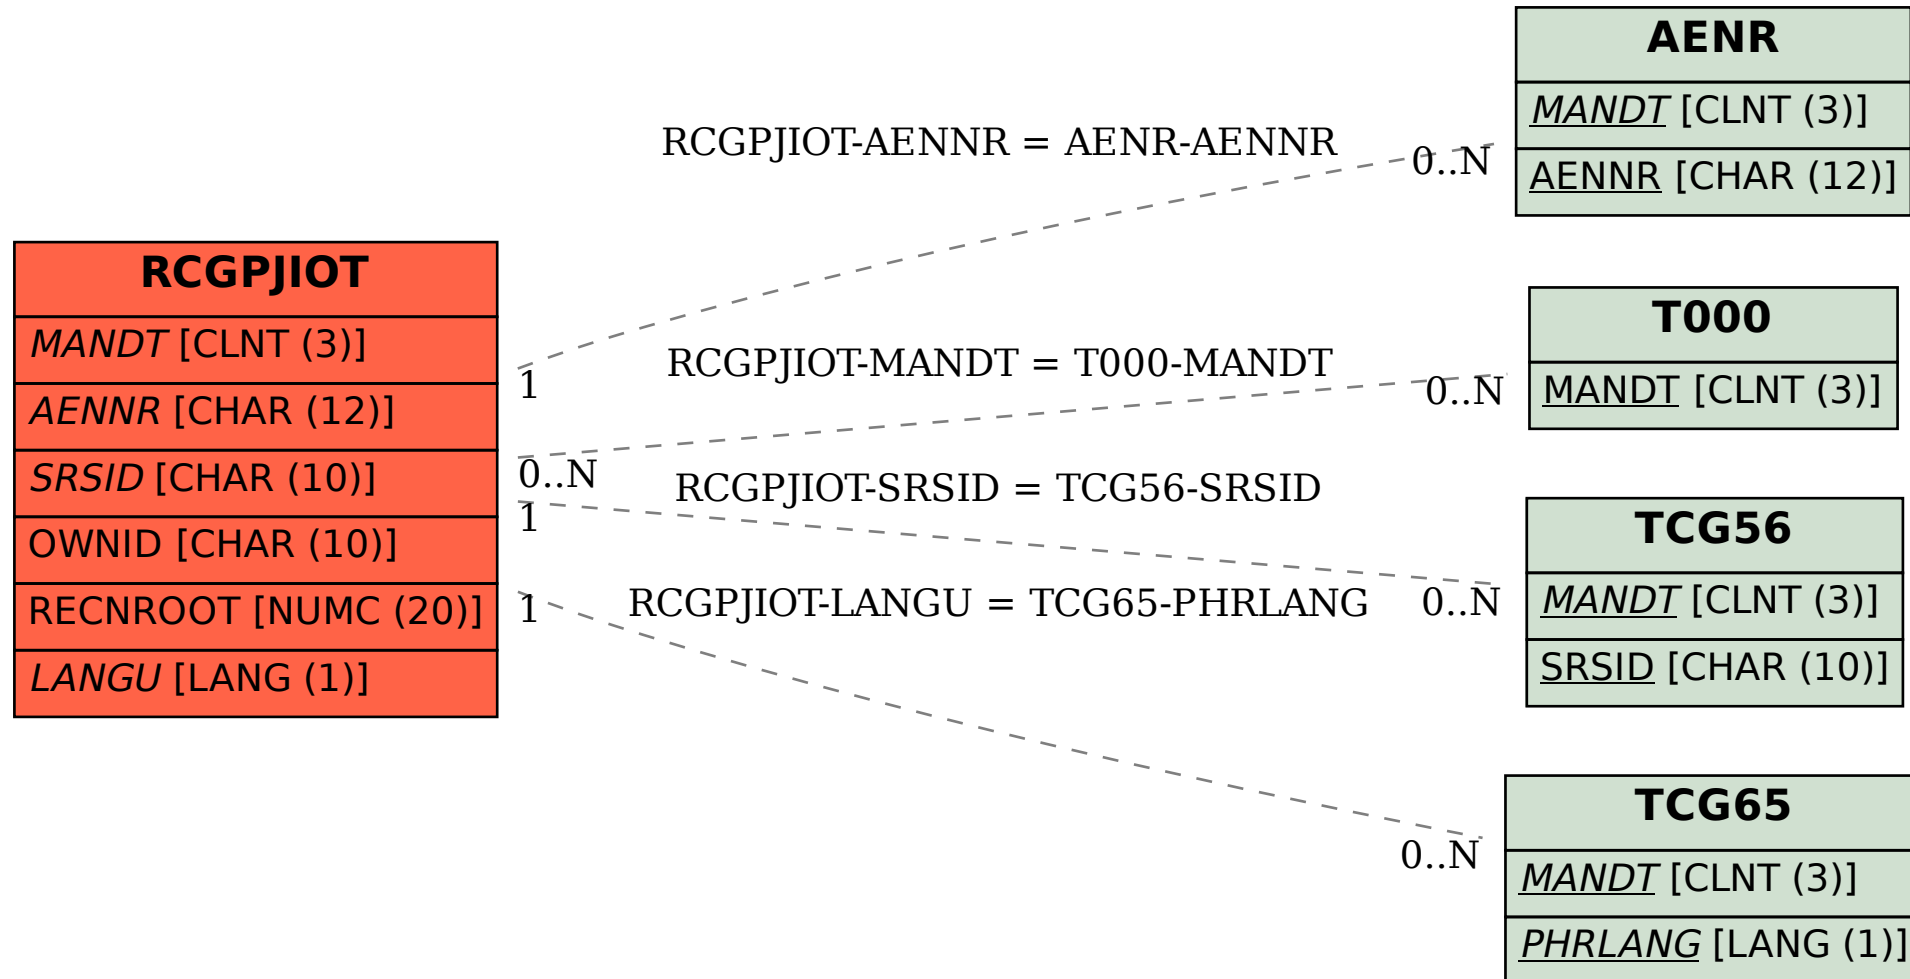 RCGPJIOT
MANDT [CLNT (3)]
AENNR [CHAR (12)]
SRSID [CHAR (10)]
OWNID [CHAR (10)]
RECNROOT [NUMC (20)]
LANGU [LANG (1)]
RCGPJIOT-AENNR = AENR-AENNR
0..N
1
RCGPJIOT-MANDT = T000-MANDT
0..N
0..N
RCGPJIOT-SRSID = TCG56-SRSID
1
0..N
RCGPJIOT-LANGU = TCG65-PHRLANG
1
0..N
AENR
MANDT [CLNT (3)]
AENNR [CHAR (12)]
T000
MANDT [CLNT (3)]
TCG56
MANDT [CLNT (3)]
SRSID [CHAR (10)]
TCG65
MANDT [CLNT (3)]
PHRLANG [LANG (1)]